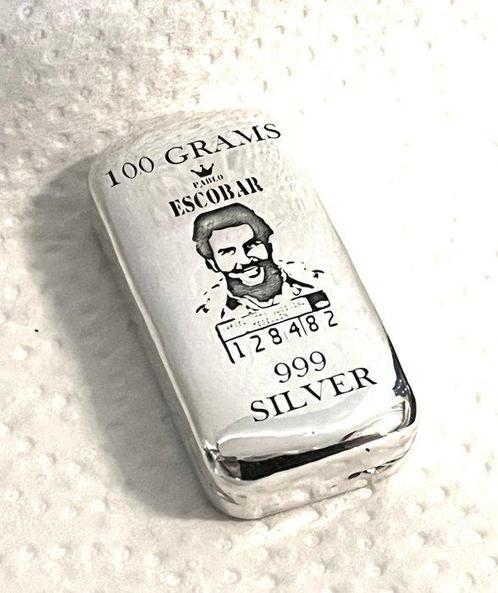 100 GRAMS
PABLO
ESCOBAR
128482
999
SILVER